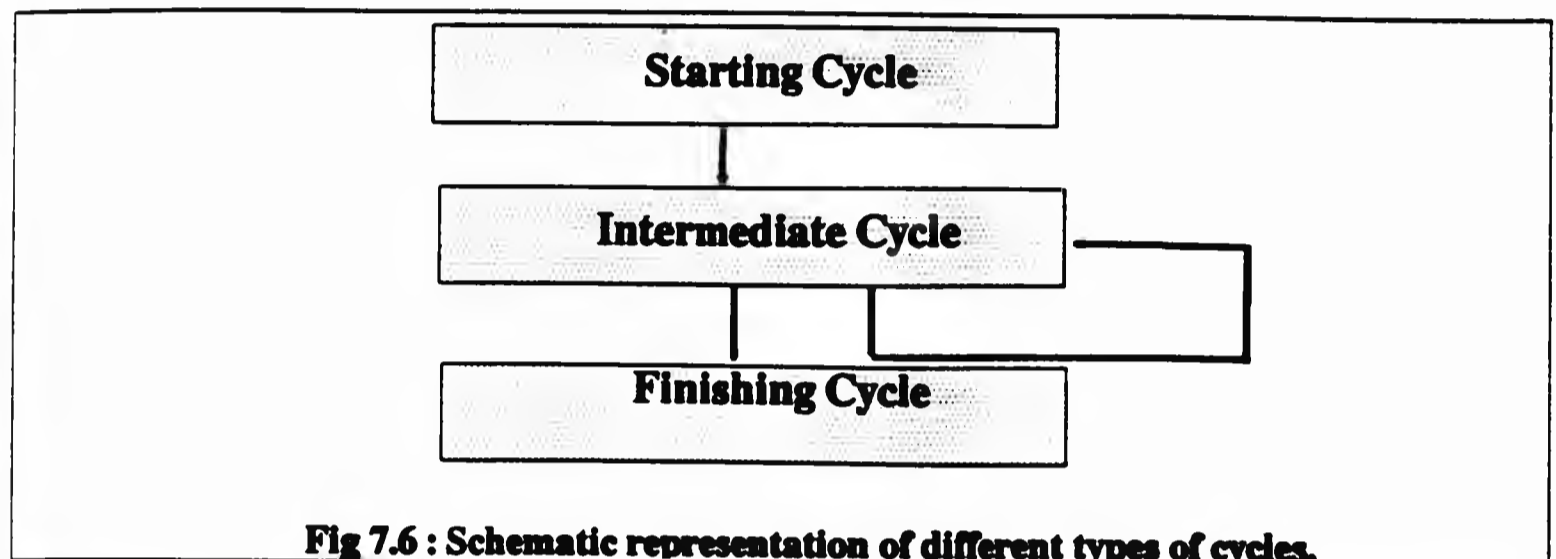 Starting Cycle
Intermediate Cycle
Finishing Cycle
Fig 7.6 : Schematic representation of different types of cycles.